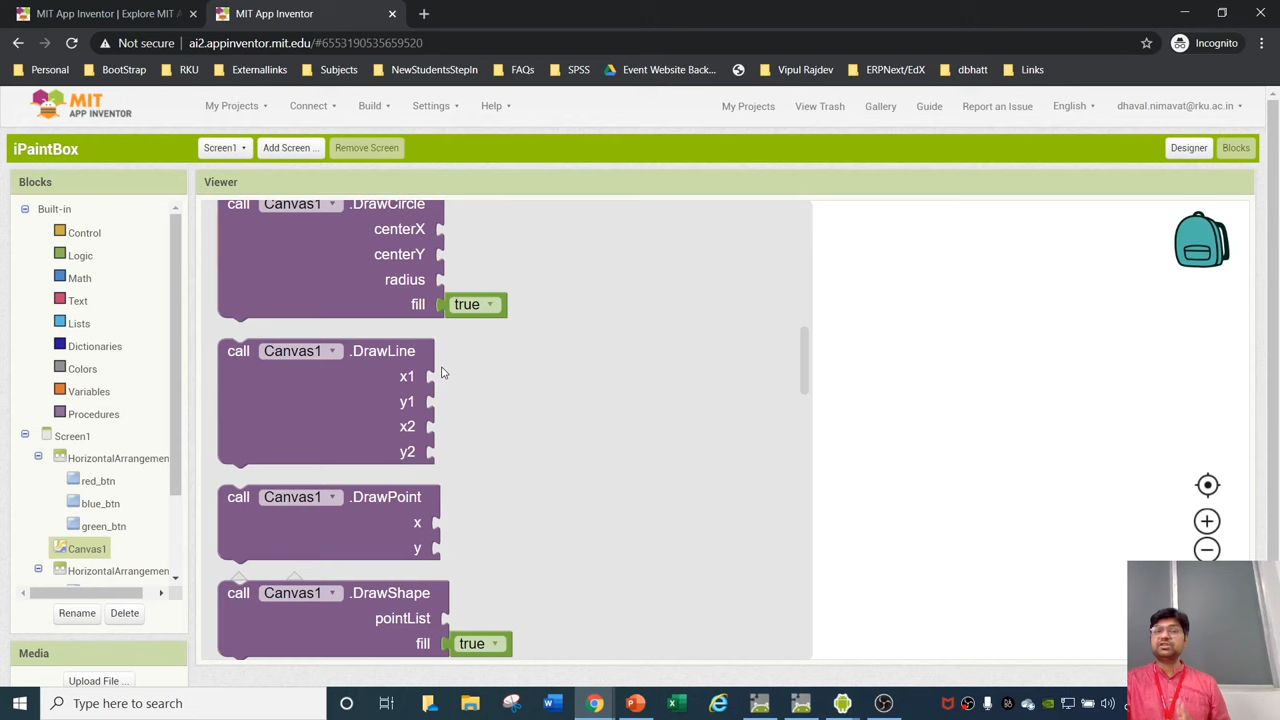 MIT App Inventor | Explore MIT A
MIT App Inventor
Not secure | ai2.appinventor.mit.edu/#6553190535659520
Incognito
Personal BootStrap RKU Externallinks Subjects NewStudentsStepIn FAQs SPSS Event Website Back... Vipul Rajdev ERPNext/EdX dbhatt Links
MIT
APP INVENTOR
My Projects Connect Build Settings Help My Projects View Trash Gallery Guide Report an Issue English dhaval.nimavat@rku.ac.in
iPaintBox Screen1 Add Screen ... Remove Screen Designer Blocks
Blocks Viewer
Built-in
Control
Logic
Math
Text
Lists
Dictionaries
Colors
Variables
Procedures
Screen1
HorizontalArrangemen
red_btn
blue_btn
green_btn
Canvas1
HorizontalArrangemen
Rename Delete
Media
Upload File ...
call Canvas1 .DrawCircle
centerX
centerY
radius
fill true
call Canvas1 .DrawLine
x1
y1
x2
y2
call Canvas1 .DrawPoint
x
y
call Canvas1 .DrawShape
pointList
fill true
Type here to search